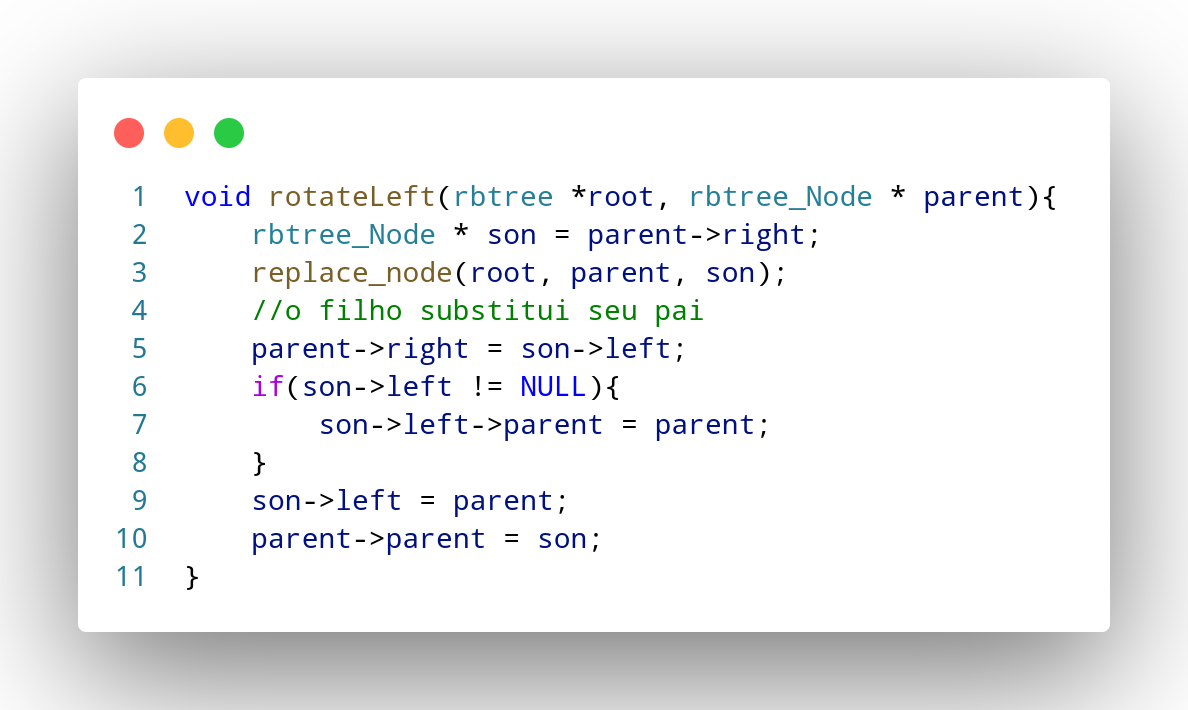 1 void rotateLeft(rbtree *root, rbtree_Node * parent){
2     rbtree_Node * son = parent->right;
3     replace_node(root, parent, son);
4     //o filho substitui seu pai
5     parent->right = son->left;
6     if(son->left != NULL){
7         son->left->parent = parent;
8     }
9     son->left = parent;
10     parent->parent = son;
11 }